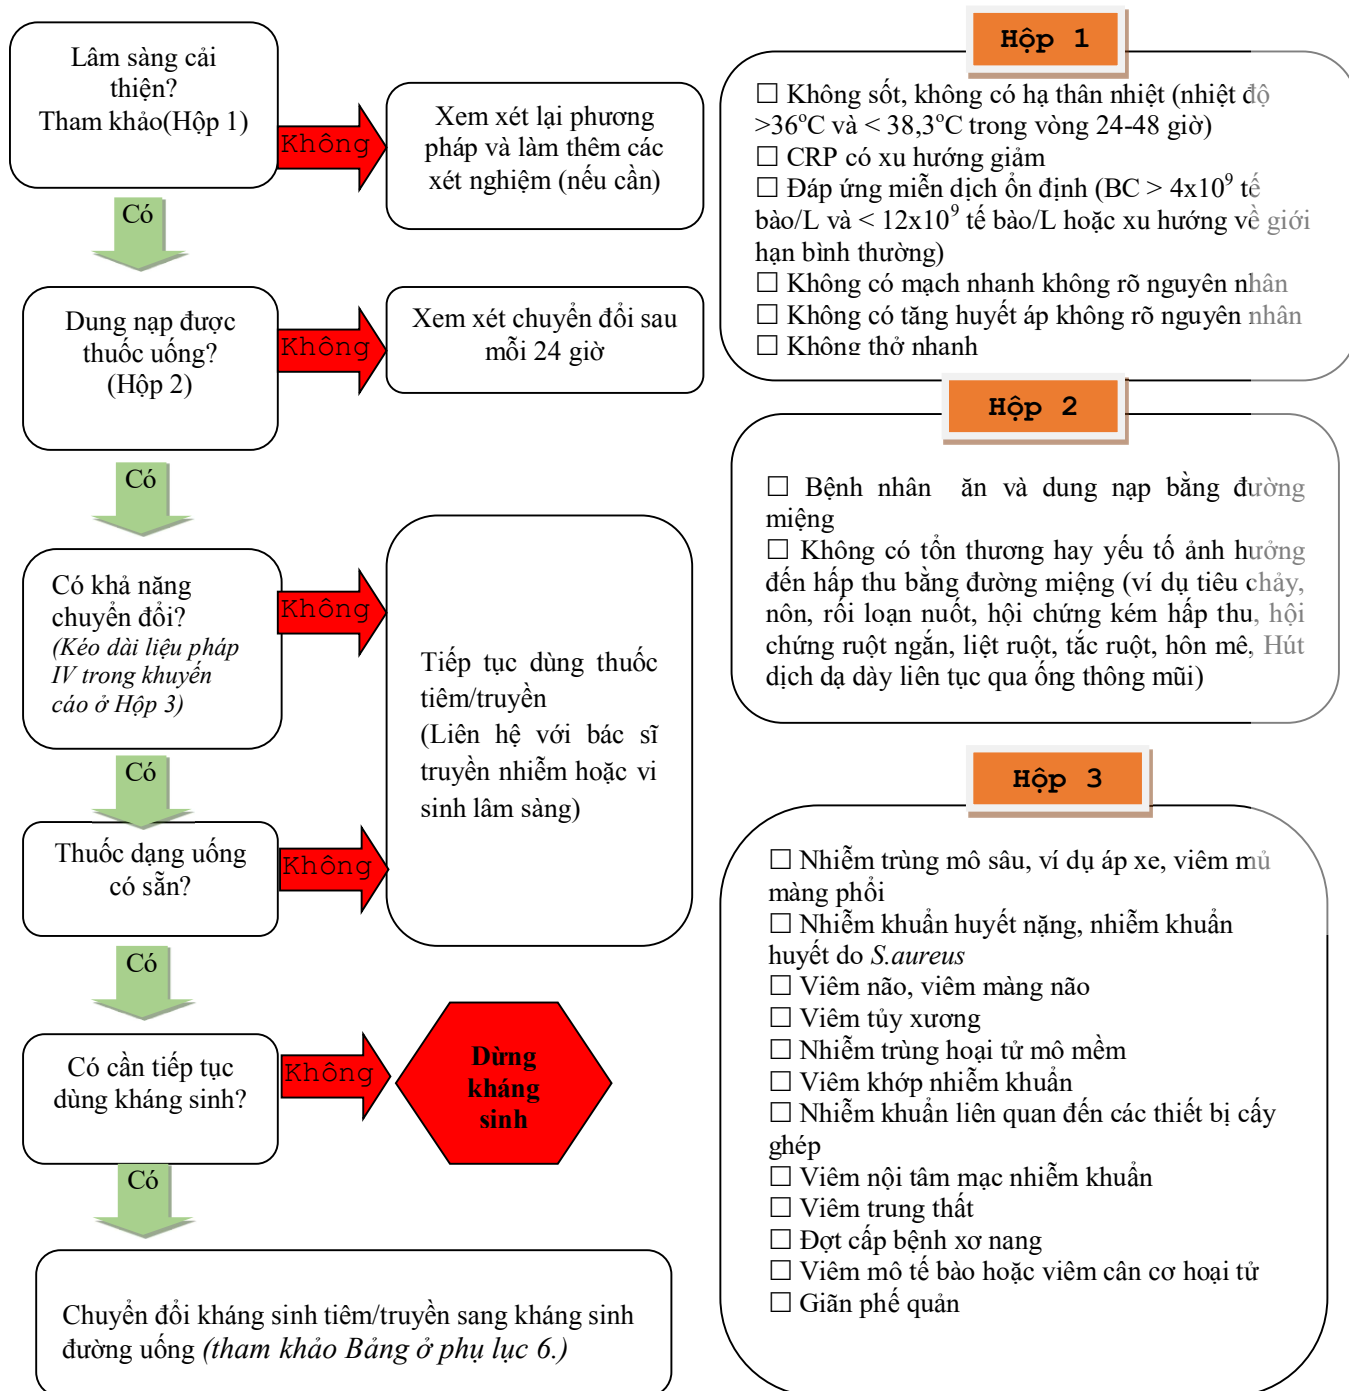 Lâm sàng cải
thiện?
Tham khảo(Hộp 1)
Không
Xem xét lại phương
pháp và làm thêm các
xét nghiệm (nếu cần)
Có
Dung nạp được
thuốc uống?
(Hộp 2)
Không
Xem xét chuyển đổi sau
mỗi 24 giờ
Có
Có khả năng
chuyển đổi?
(Kéo dài liệu pháp
IV trong khuyến
cáo ở Hộp 3)
Không
Tiếp tục dùng thuốc
tiêm/truyền
(Liên hệ với bác sĩ
truyền nhiễm hoặc vi
sinh lâm sàng)
Có
Thuốc dạng uống
có sẵn?
Không
Có
Có cần tiếp tục
dùng kháng sinh?
Không
Dừng
kháng
sinh
Có
Chuyển đổi kháng sinh tiêm/truyền sang kháng sinh
đường uống (tham khảo Bảng ở phụ lục 6.)
Hộp 1
☐ Không sốt, không có hạ thân nhiệt (nhiệt độ
>36°C và < 38,3°C trong vòng 24-48 giờ)
☐ CRP có xu hướng giảm
☐ Đáp ứng miễn dịch ổn định (BC > 4x10⁹ tế
bào/L và < 12x10⁹ tế bào/L hoặc xu hướng về giới
hạn bình thường)
☐ Không có mạch nhanh không rõ nguyên nhân
☐ Không có tăng huyết áp không rõ nguyên nhân
☐ Không thở nhanh
Hộp 2
☐ Bệnh nhân ăn và dung nạp bằng đường
miệng
☐ Không có tổn thương hay yếu tố ảnh hưởng
đến hấp thu bằng đường miệng (ví dụ tiêu chảy,
nôn, rối loạn nuốt, hội chứng kém hấp thu, hội
chứng ruột ngắn, liệt ruột, tắc ruột, hôn mê, Hút
dịch dạ dày liên tục qua ống thông mũi)
Hộp 3
☐ Nhiễm trùng mô sâu, ví dụ áp xe, viêm mủ
màng phổi
☐ Nhiễm khuẩn huyết nặng, nhiễm khuẩn
huyết do S.aureus
☐ Viêm não, viêm màng não
☐ Viêm tủy xương
☐ Nhiễm trùng hoại tử mô mềm
☐ Viêm khớp nhiễm khuẩn
☐ Nhiễm khuẩn liên quan đến các thiết bị cấy
ghép
☐ Viêm nội tâm mạc nhiễm khuẩn
☐ Viêm trung thất
☐ Đợt cấp bệnh xơ nang
☐ Viêm mô tế bào hoặc viêm cân cơ hoại tử
☐ Giãn phế quản